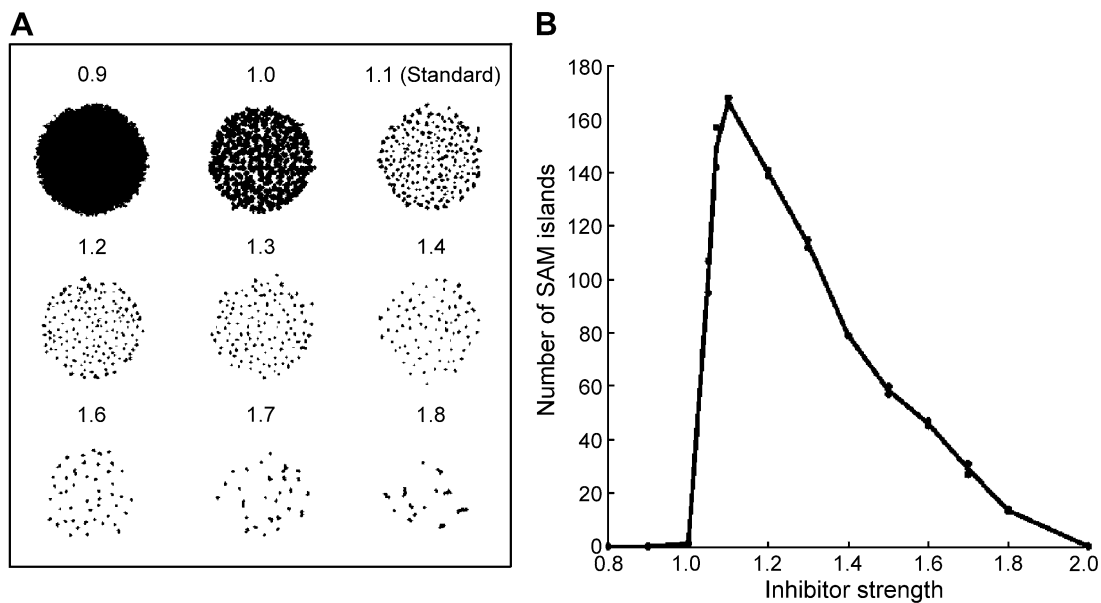 A
0.9 1.0 1.1 (Standard)
1.2 1.3 1.4
1.6 1.7 1.8
B
Number of SAM islands
180
160
140
120
100
80
60
40
20
0
0.8 1.0 1.2 1.4 1.6 1.8 2.0
Inhibitor strength